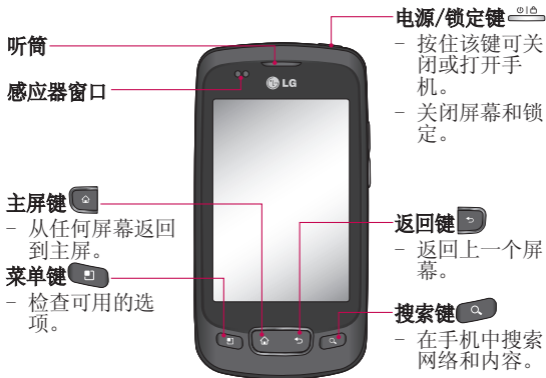 听筒
感应器窗口
LG
主屏键
- 从任何屏幕返回
到主屏。
菜单键
- 检查可用的选
项。
电源/锁定键
- 按住该键可关
闭或打开手
机。
- 关闭屏幕和锁
定。
返回键
- 返回上一个屏
幕。
搜索键
- 在手机中搜索
网络和内容。